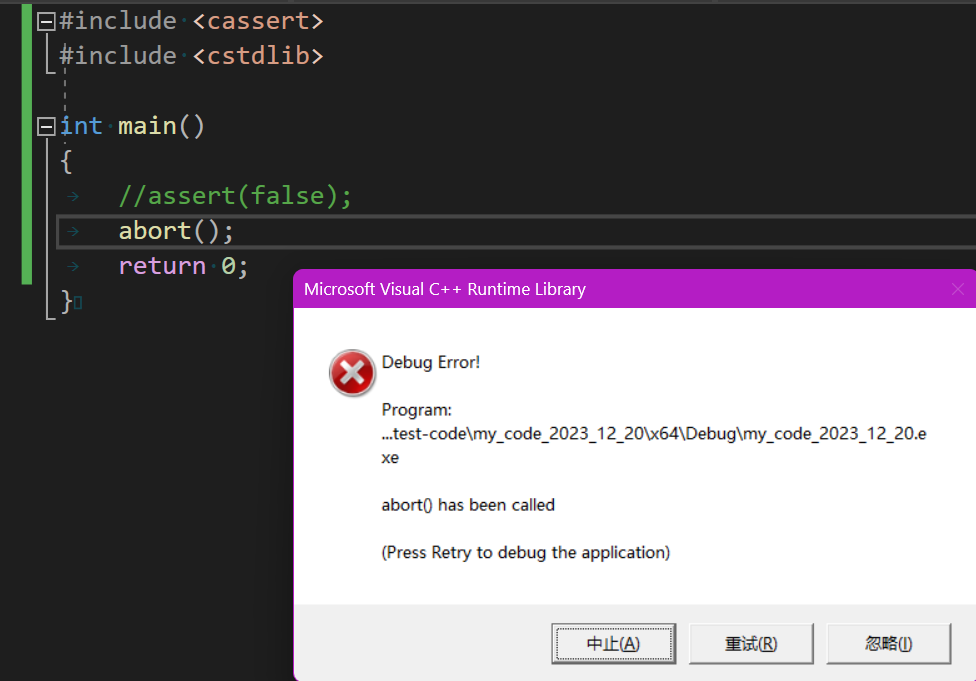 #include <cassert>
#include <cstdlib>
int main()
{
//assert(false);
abort();
return 0;
}
Microsoft Visual C++ Runtime Library
Debug Error!
Program:
...test-code\my_code_2023_12_20\x64\Debug\my_code_2023_12_20.e
xe
abort() has been called
(Press Retry to debug the application)
中止(A) 重试(R) 忽略(I)